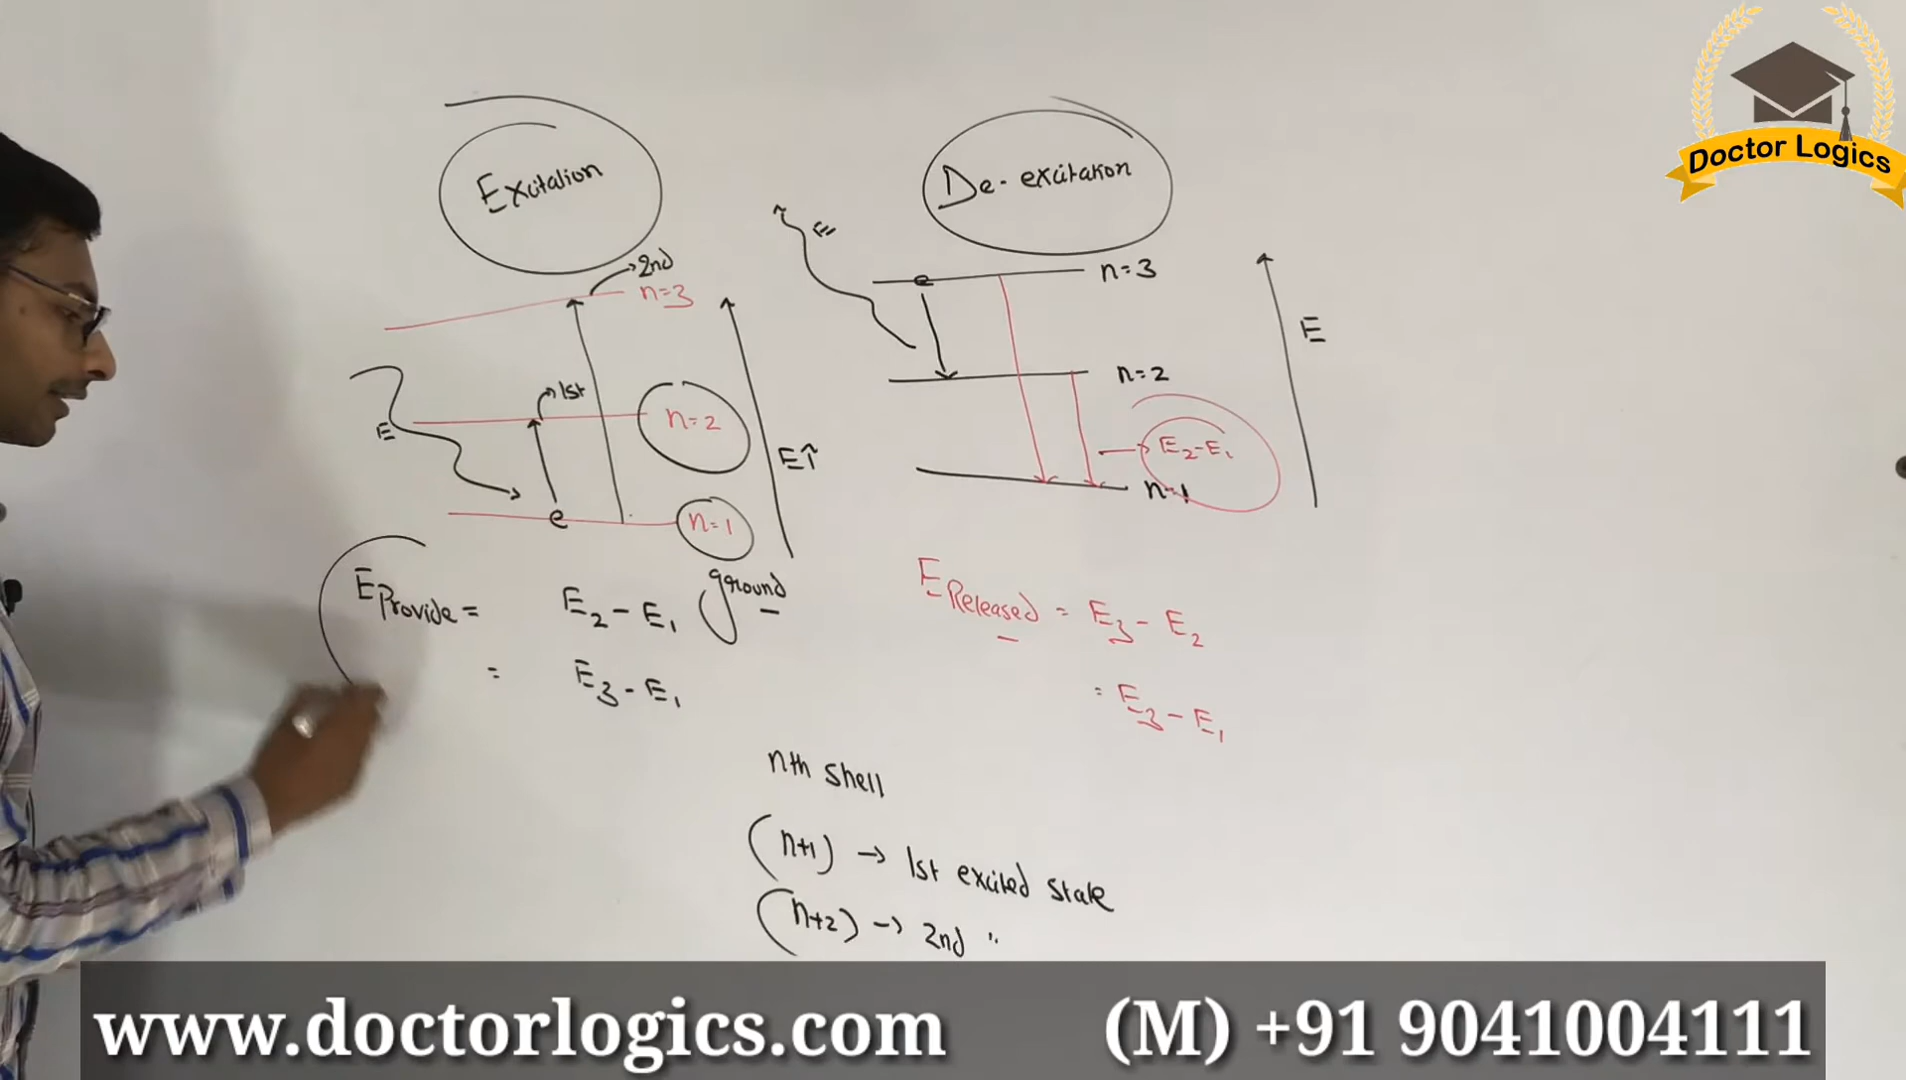 Doctor Logics
Excitation
2nd
n=3
1st
E
n=2
E↑
e
n=1
ground
E Provide = E2 - E1
= E3 - E1
De-excitation
E
e
n=3
E
n=2
E2-E1
n=1
E Released = E3 - E2
= E3 - E1
nth shell
(n+1) → 1st excited state
(n+2) → 2nd "
www.doctorlogics.com (M) +91 9041004111